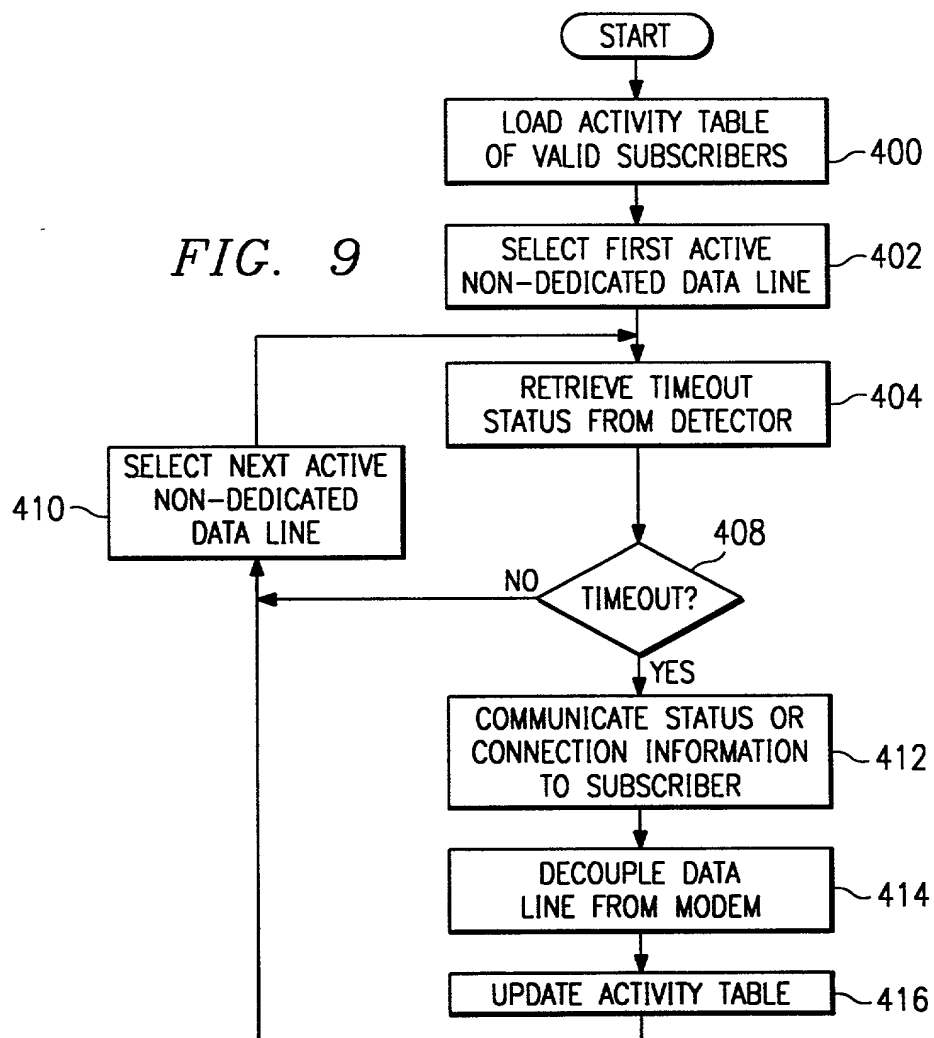 START
LOAD ACTIVITY TABLE
OF VALID SUBSCRIBERS
400
FIG. 9
SELECT FIRST ACTIVE
NON-DEDICATED DATA LINE
402
RETRIEVE TIMEOUT
STATUS FROM DETECTOR
404
SELECT NEXT ACTIVE
NON-DEDICATED
DATA LINE
410
408
NO
TIMEOUT?
YES
COMMUNICATE STATUS OR
CONNECTION INFORMATION
TO SUBSCRIBER
412
DECOUPLE DATA
LINE FROM MODEM
414
UPDATE ACTIVITY TABLE
416